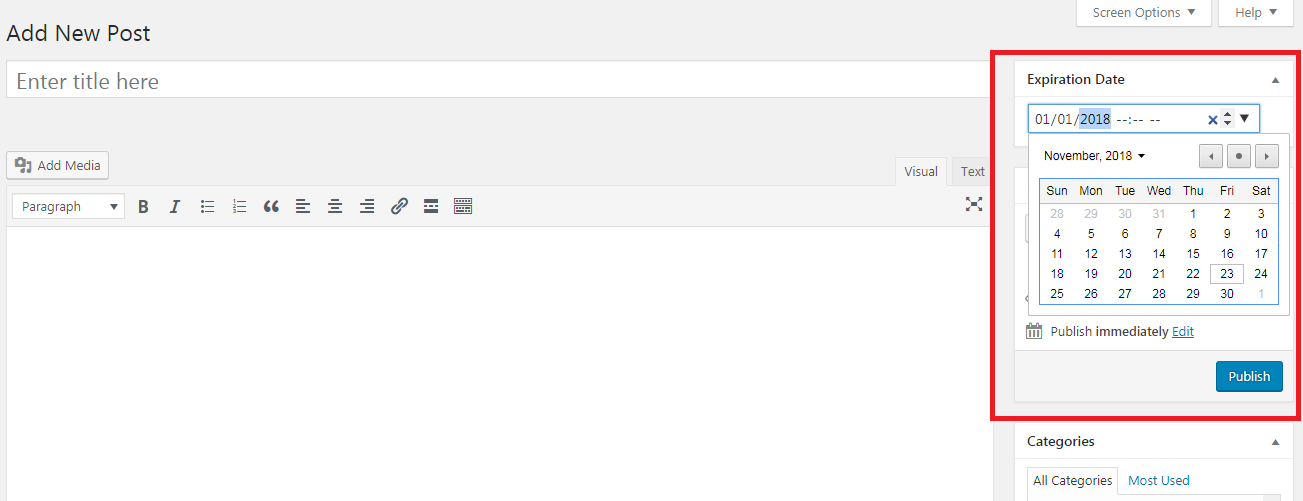 Screen Options Help
Add New Post
Enter title here
Add Media
Visual Text
Paragraph
Expiration Date
01/01/2018 --:-- --
November, 2018
Sun Mon Tue Wed Thu Fri Sat
28 29 30 31 1 2 3
4 5 6 7 8 9 10
11 12 13 14 15 16 17
18 19 20 21 22 23 24
25 26 27 28 29 30 1
Publish immediately Edit
Publish
Categories
All Categories Most Used